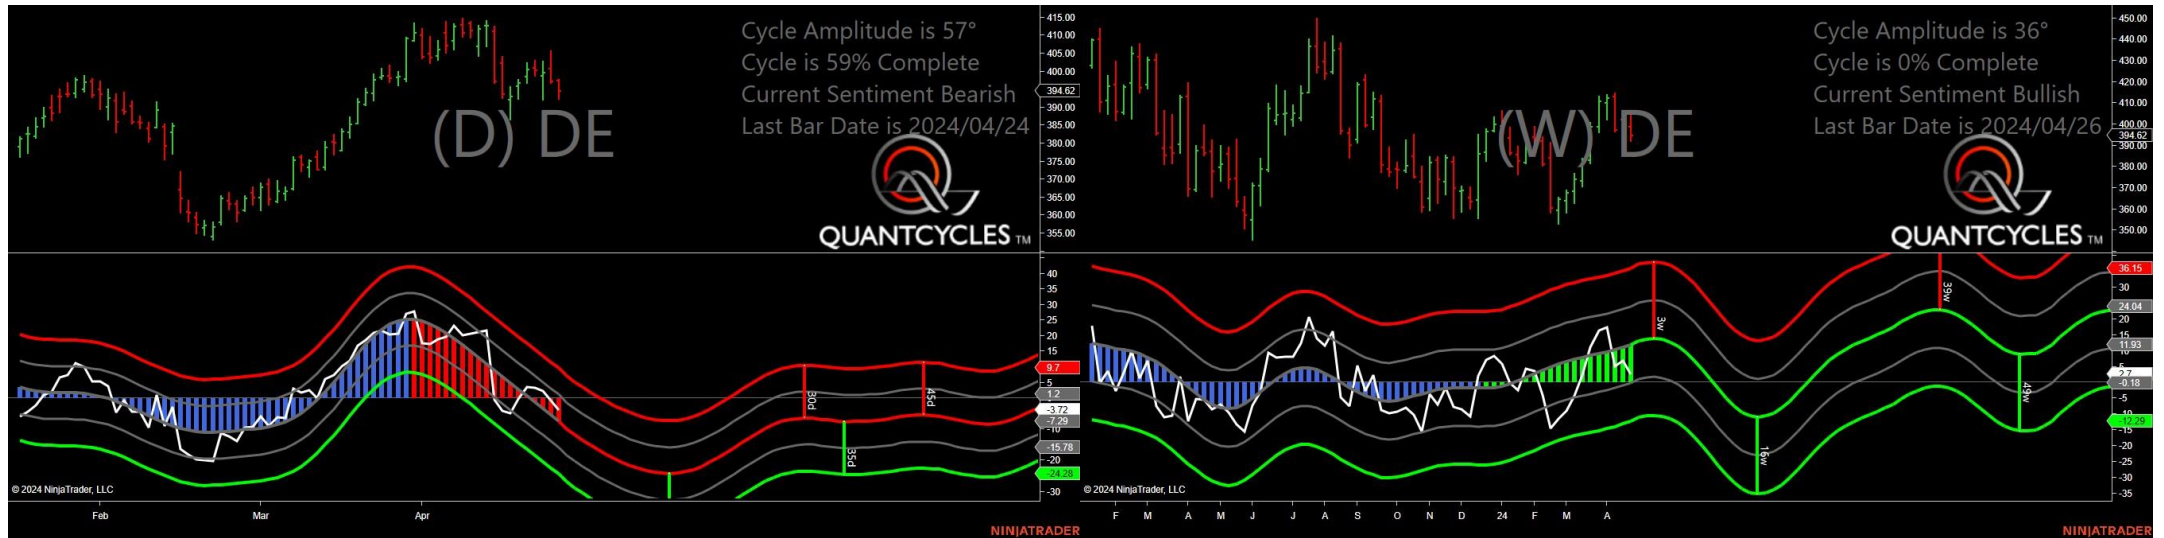 Cycle Amplitude is 57°
Cycle is 59% Complete
Current Sentiment Bearish
Last Bar Date is 2024/04/24
(D) DE
QUANTCYCLES TM
415.00
410.00
405.00
400.00
394.62
390.00
385.00
380.00
375.00
370.00
365.00
360.00
355.00
40
35
30
25
20
15
9.7
5
1.2
-3.72
-7.29
-10
-15.78
-20
-24.28
-30
30d
45d
35d
© 2024 NinjaTrader, LLC
Feb Mar Apr
NINJATRADER
Cycle Amplitude is 36°
Cycle is 0% Complete
Current Sentiment Bullish
Last Bar Date is 2024/04/26
(W) DE
QUANTCYCLES TM
450.00
440.00
430.00
420.00
410.00
400.00
394.62
390.00
380.00
370.00
360.00
350.00
36.15
30
24.04
20
15
11.93
2.7
-0.18
-5
-12.29
-15
-20
-25
-30
-35
3w
39w
16w
49w
© 2024 NinjaTrader, LLC
F M A M J J A S O N D 24 F M A
NINJATRADER